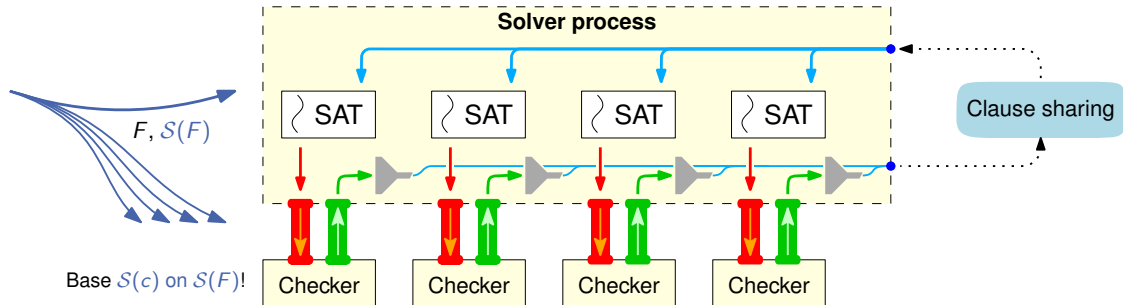 Solver process
SAT
SAT
SAT
SAT
Clause sharing
F, S(F)
Base S(c) on S(F)!
Checker
Checker
Checker
Checker